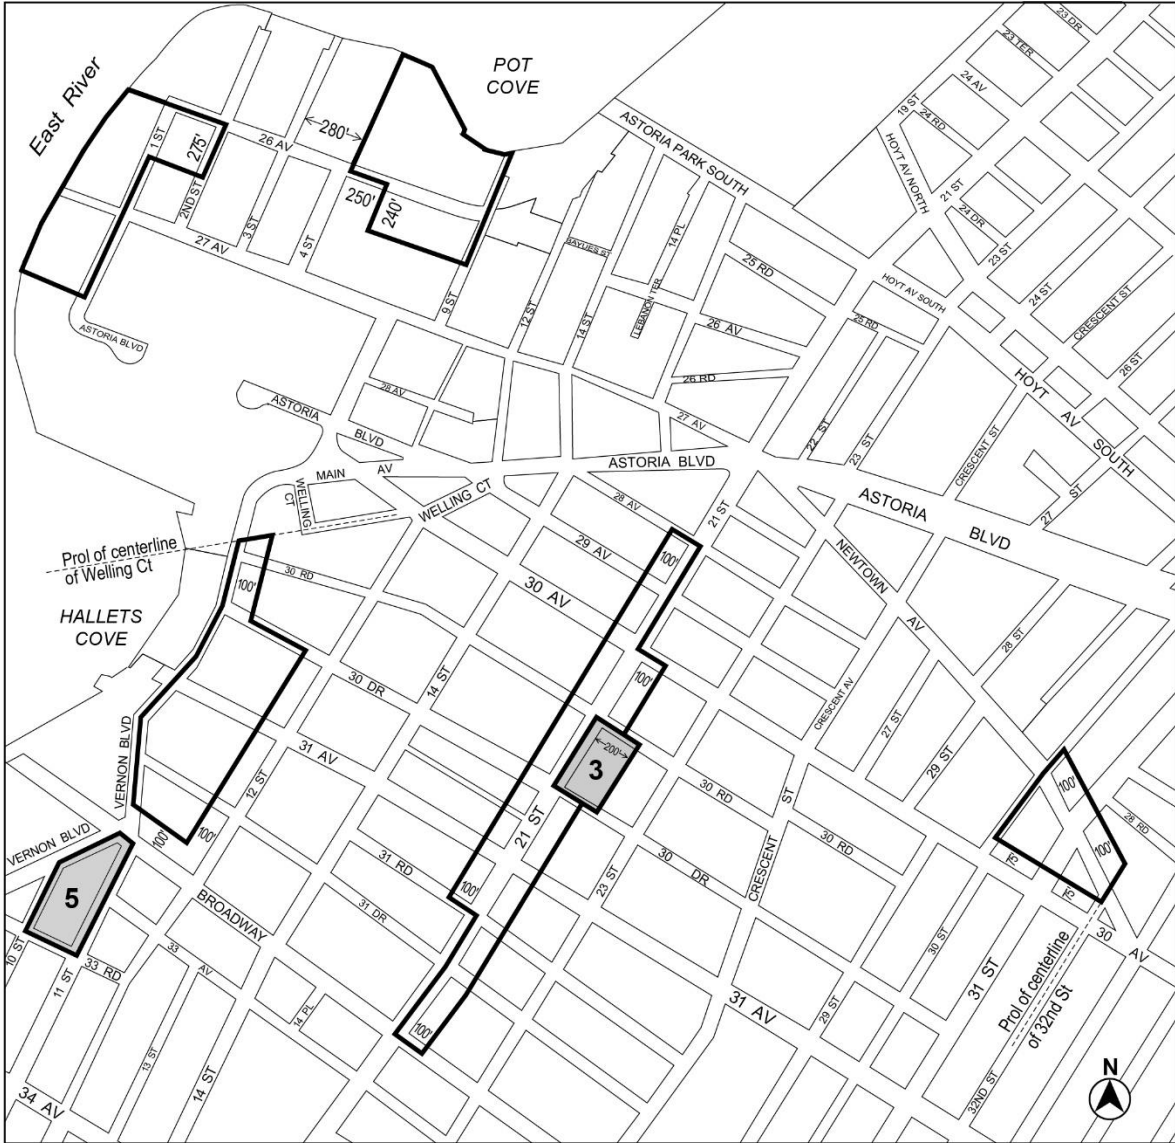 23 DR
23 TER
24 AV
24 RD
19 ST
POT
COVE
East River
ASTORIA PARK SOUTH
HOYT AV NORTH
21 ST
24 DR
23 ST
24 ST
CRESCENT ST
26 ST
1 ST
275'
26 AV
280'
250'
240'
2ND ST
3 ST
4 ST
27 AV
9 ST
12 ST
14 ST
BAYLIES ST
14 PL
LEBANON TER
25 RD
26 AV
26 RD
27 AV
HOYT AV SOUTH
25 RD
22 ST
23 ST
HOYT AV SOUTH
CRESCENT ST
27 ST
ASTORIA BLVD
28 AV
ASTORIA
BLVD
MAIN AV
WELLING CT
WELLING CT
ASTORIA BLVD
28 AV
21 ST
ASTORIA BLVD
NEWTOWN AV
29 AV
30 AV
Prol of centerline
of Welling Ct
100'
30 RD
HALLETS
COVE
100'
100'
28 ST
30 DR
14 ST
CRESCENT AV
27 ST
29 ST
VERNON BLVD
31 AV
12 ST
200'
3
30 RD
ST
CRESCENT
30 RD
100'
100'
28 RD
VERNON BLVD
100'
100'
21 ST
31 RD
100'
23 ST
30 DR
31 DR
5
BROADWAY
30 ST
31 ST
30 AV
Prol of centerline
of 32nd St
10 ST
11 ST
33 RD
33 AV
14 PL
100'
31 AV
29 ST
13 ST
14 ST
34 AV
32ND ST
N